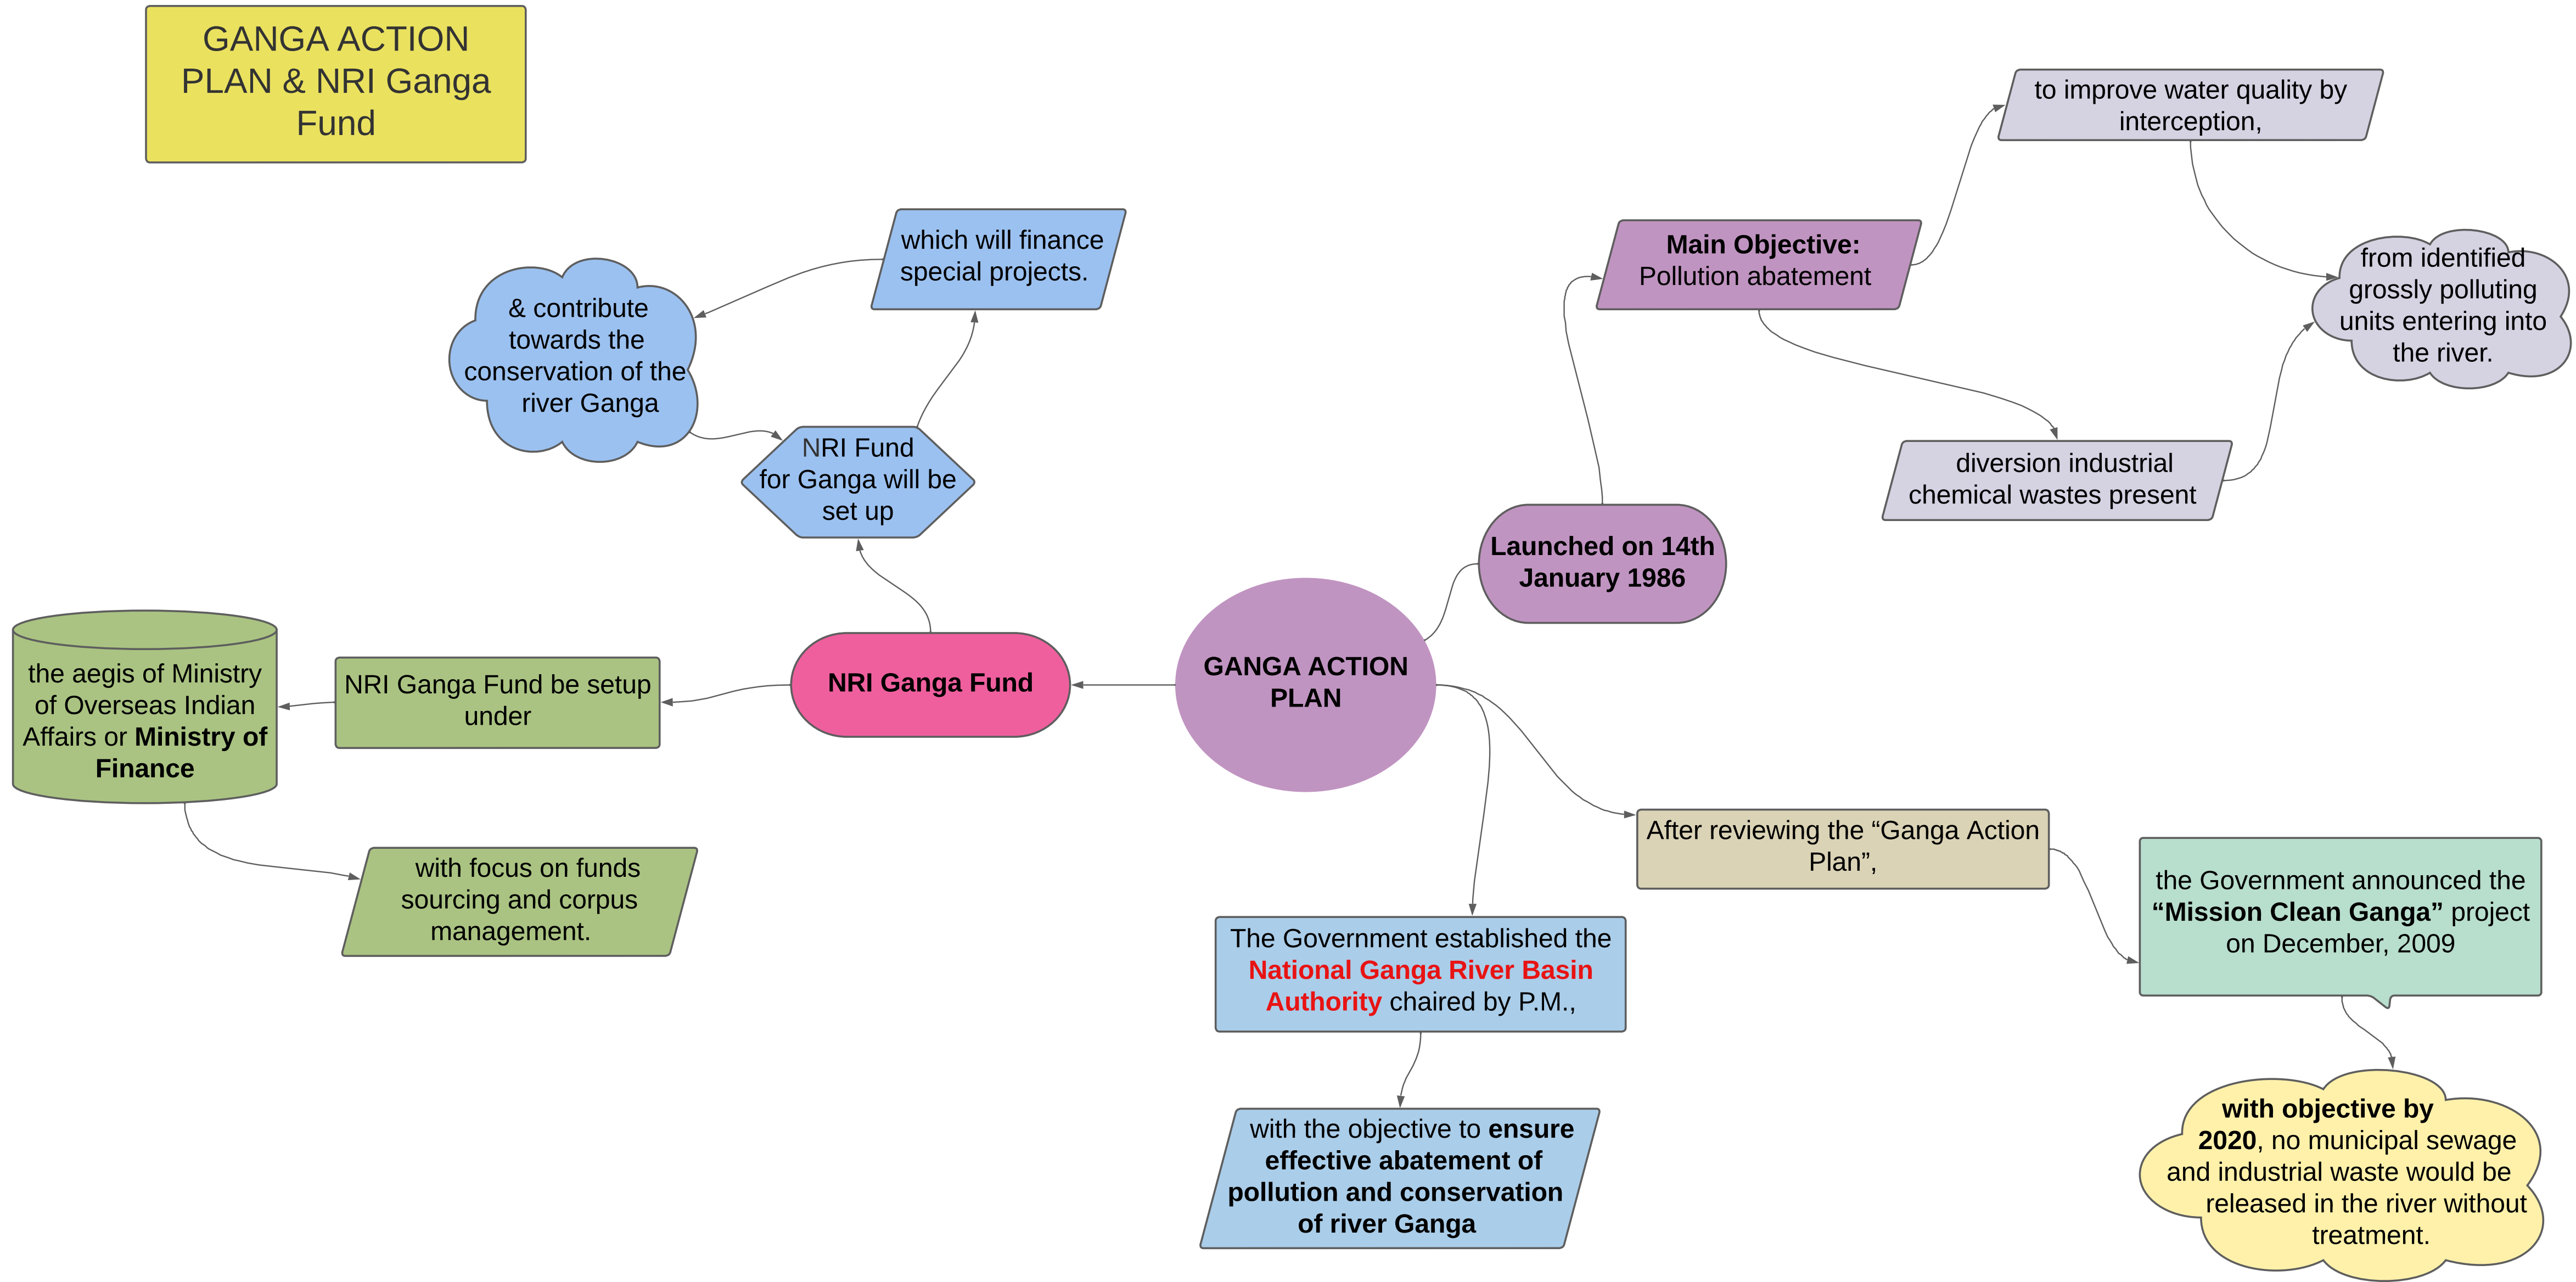 GANGA ACTION
PLAN & NRI Ganga
Fund
to improve water quality by
interception,
which will finance
special projects.
Main Objective:
Pollution abatement
from identified
grossly polluting
units entering into
the river.
& contribute
towards the
conservation of the
river Ganga
NRI Fund
for Ganga will be
set up
diversion industrial
chemical wastes present
Launched on 14th
January 1986
the aegis of Ministry
of Overseas Indian
Affairs or Ministry of
Finance
NRI Ganga Fund be setup
under
NRI Ganga Fund
GANGA ACTION
PLAN
with focus on funds
sourcing and corpus
management.
After reviewing the “Ganga Action
Plan”,
the Government announced the
“Mission Clean Ganga” project
on December, 2009
The Government established the
National Ganga River Basin
Authority chaired by P.M.,
with the objective to ensure
effective abatement of
pollution and conservation
of river Ganga
with objective by
2020, no municipal sewage
and industrial waste would be
released in the river without
treatment.